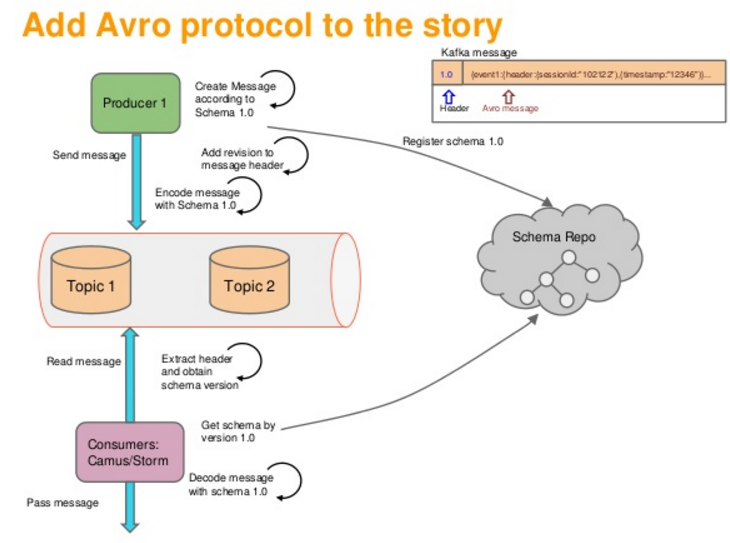 Add Avro protocol to the story
Kafka message
1.0 {event1:{header:{sessionId:"102122"),{timestamp:"12346"}}...
Header
Avro message
Producer 1
Create Message
according to
Schema 1.0
Register schema 1.0
Send message
Add revision to
message header
Encode message
with Schema 1.0
Schema Repo
Topic 1
Topic 2
Read message
Extract header
and obtain
schema version
Get schema by
version 1.0
Consumers:
Camus/Storm
Decode message
with schema 1.0
Pass message